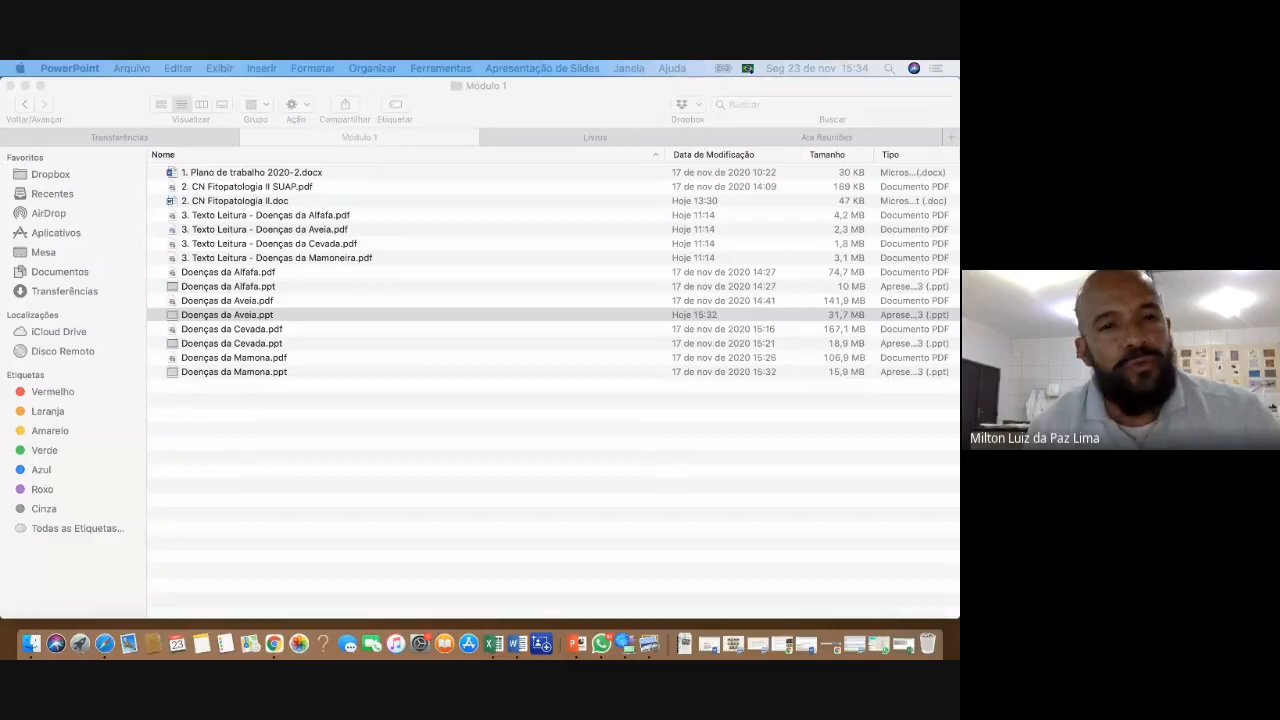 PowerPoint Arquivo Editar Exibir Inserir Formatar Organizar Ferramentas Apresentação de Slides Janela Ajuda Seg 23 de nov 15:34
Módulo 1
Voltar/Avançar Visualizar Grupo Ação Compartilhar Etiquetar Dropbox Buscar
Buscar
Transferências Módulo 1 Livros Ata Reuniões
Nome Data de Modificação Tamanho Tipo
1. Plano de trabalho 2020-2.docx 17 de nov de 2020 10:22 30 KB Micros...(.docx)
2. CN Fitopatologia II SUAP.pdf 17 de nov de 2020 14:09 169 KB Documento PDF
2. CN Fitopatologia II.doc Hoje 13:30 47 KB Micros...t (.doc)
3. Texto Leitura - Doenças da Alfafa.pdf Hoje 11:14 4,2 MB Documento PDF
3. Texto Leitura - Doenças da Aveia.pdf Hoje 11:14 2,3 MB Documento PDF
3. Texto Leitura - Doenças da Cevada.pdf Hoje 11:14 1,8 MB Documento PDF
3. Texto Leitura - Doenças da Mamoneira.pdf Hoje 11:14 3,1 MB Documento PDF
Doenças da Alfafa.pdf 17 de nov de 2020 14:27 74,7 MB Documento PDF
Doenças da Alfafa.ppt 17 de nov de 2020 14:27 10 MB Aprese...3 (.ppt)
Doenças da Aveia.pdf 17 de nov de 2020 14:41 141,9 MB Documento PDF
Doenças da Aveia.ppt Hoje 15:32 31,7 MB Aprese...3 (.ppt)
Doenças da Cevada.pdf 17 de nov de 2020 15:16 167,1 MB Documento PDF
Doenças da Cevada.ppt 17 de nov de 2020 15:21 18,9 MB Aprese...3 (.ppt)
Doenças da Mamona.pdf 17 de nov de 2020 15:26 106,9 MB Documento PDF
Doenças da Mamona.ppt 17 de nov de 2020 15:32 15,9 MB Aprese...3 (.ppt)
Favoritos
Dropbox
Recentes
AirDrop
Aplicativos
Mesa
Documentos
Transferências
Localizações
iCloud Drive
Disco Remoto
Etiquetas
Vermelho
Laranja
Amarelo
Verde
Azul
Roxo
Cinza
Todas as Etiquetas...
Milton Luiz da Paz Lima
23